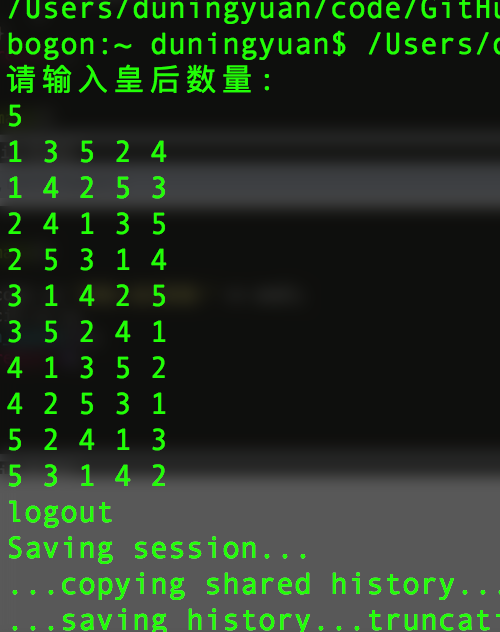 /Users/duningyuan/code/GitHu
bogon:~ duningyuan$ /Users/d
请输入皇后数量:
5
1 3 5 2 4
1 4 2 5 3
2 4 1 3 5
2 5 3 1 4
3 1 4 2 5
3 5 2 4 1
4 1 3 5 2
4 2 5 3 1
5 2 4 1 3
5 3 1 4 2
logout
Saving session...
...copying shared history...
...saving history...truncati